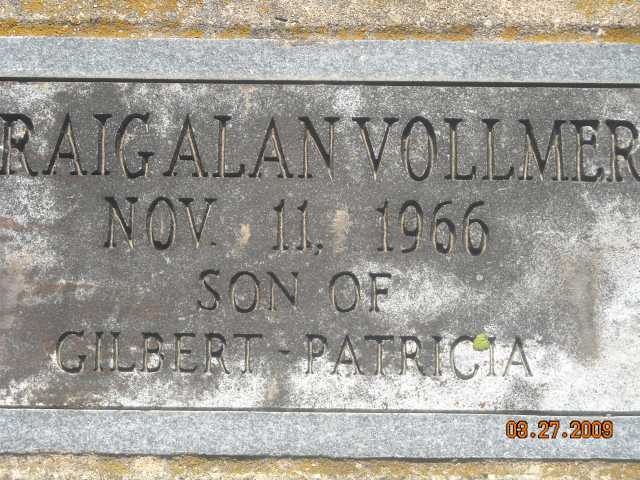 RAIG ALAN VOLLMER
NOV. 11, 1966
SON OF
GILBERT - PATRICIA
03.27.2009